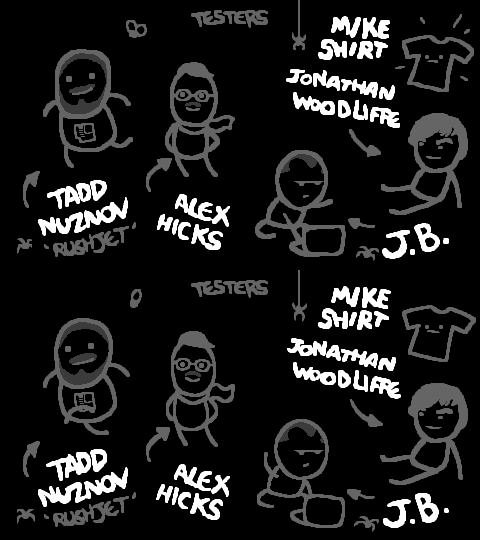 TESTERS
MIKE
SHIRT
JONATHAN
WOODLIFFE
TADD
NUZNOV
"RUSHJET"
ALEX
HICKS
J.B.
TESTERS
MIKE
SHIRT
JONATHAN
WOODLIFFE
TADD
NUZNOV
"RUSHJET"
ALEX
HICKS
J.B.